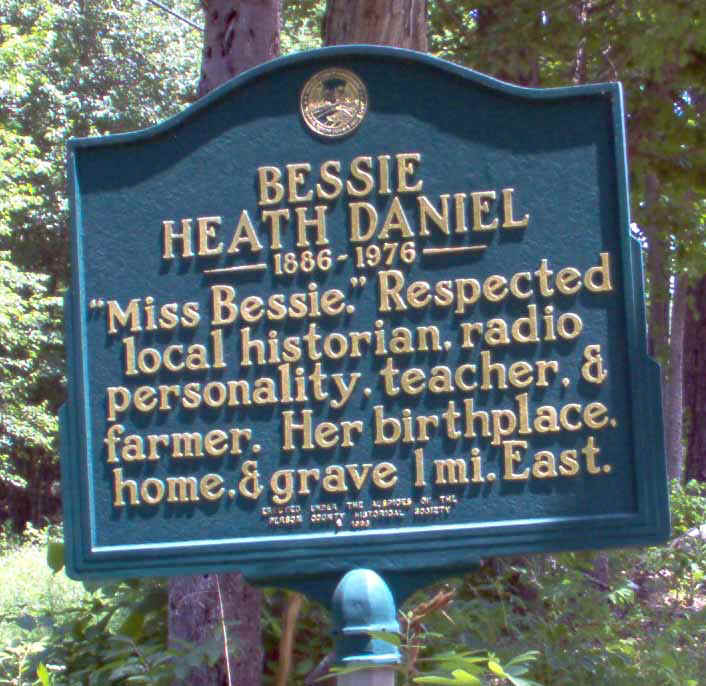 BESSIE
HEATH DANIEL
1886-1976
"Miss Bessie." Respected
local historian, radio
personality, teacher, &
farmer. Her birthplace,
home, & grave 1 mi. East.
ERECTED UNDER THE AUSPICES OF THE
PERSON COUNTY HISTORICAL SOCIETY